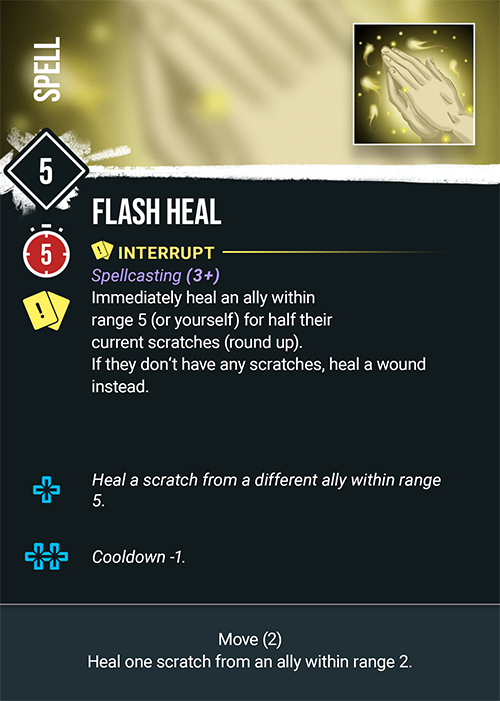 SPELL
5
FLASH HEAL
5
! INTERRUPT
Spellcasting (3+)
!
Immediately heal an ally within
range 5 (or yourself) for half their
current scratches (round up).
If they don't have any scratches, heal a wound
instead.
Heal a scratch from a different ally within range
5.
Cooldown -1.
Move (2)
Heal one scratch from an ally within range 2.